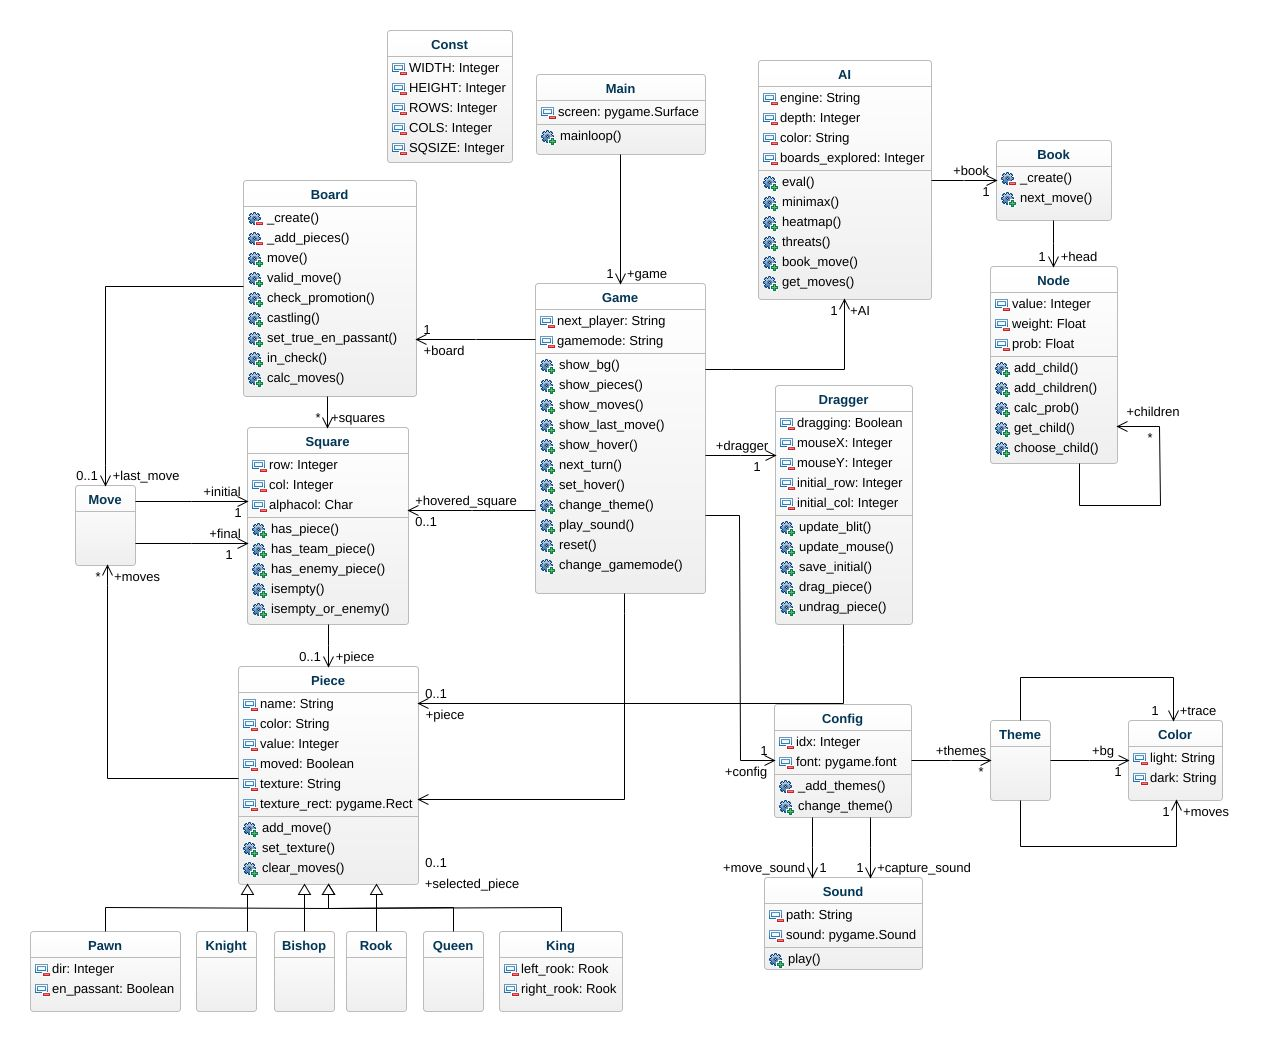 Const
WIDTH: Integer
HEIGHT: Integer
ROWS: Integer
COLS: Integer
SQSIZE: Integer
Main
screen: pygame.Surface
mainloop()
AI
engine: String
depth: Integer
color: String
boards_explored: Integer
eval()
minimax()
heatmap()
threats()
book_move()
get_moves()
+book
1
Book
_create()
next_move()
1 +head
Board
_create()
_add_pieces()
move()
valid_move()
check_promotion()
castling()
set_true_en_passant()
in_check()
calc_moves()
1 +game
Game
next_player: String
gamemode: String
show_bg()
show_pieces()
show_moves()
show_last_move()
show_hover()
next_turn()
set_hover()
change_theme()
play_sound()
reset()
change_gamemode()
1
+board
1 +AI
Node
value: Integer
weight: Float
prob: Float
add_child()
add_children()
calc_prob()
get_child()
choose_child()
+children
*
Dragger
dragging: Boolean
mouseX: Integer
mouseY: Integer
initial_row: Integer
initial_col: Integer
update_blit()
update_mouse()
save_initial()
drag_piece()
undrag_piece()
+dragger
1
* +squares
Square
row: Integer
col: Integer
alphacol: Char
has_piece()
has_team_piece()
has_enemy_piece()
isempty()
isempty_or_enemy()
0..1 +last_move
Move
+initial
1
+final
1
* +moves
+hovered_square
0..1
0..1 +piece
Piece
name: String
color: String
value: Integer
moved: Boolean
texture: String
texture_rect: pygame.Rect
add_move()
set_texture()
clear_moves()
0..1
+piece
0..1
+selected_piece
1
+config
Config
idx: Integer
font: pygame.font
_add_themes()
change_theme()
+themes
*
Theme
+bg
1
1 +trace
Color
light: String
dark: String
1 +moves
+move_sound 1
1 +capture_sound
Sound
path: String
sound: pygame.Sound
play()
Pawn
dir: Integer
en_passant: Boolean
Knight
Bishop
Rook
Queen
King
left_rook: Rook
right_rook: Rook